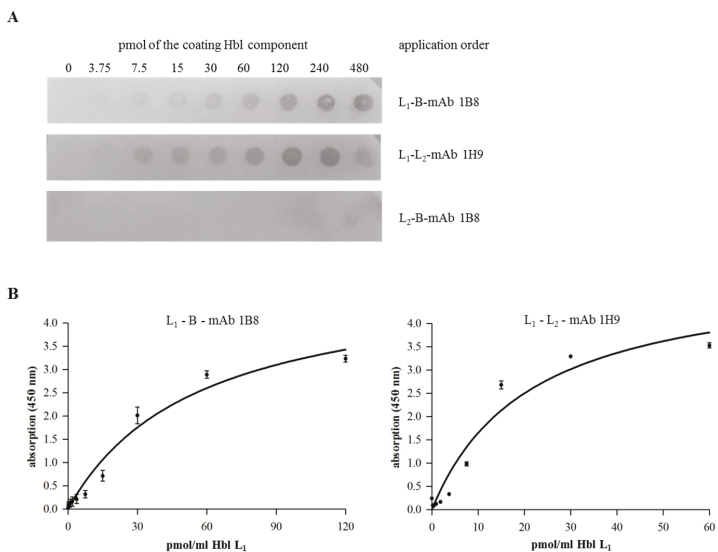 A
pmol of the coating Hbl component
application order
0 3.75 7.5 15 30 60 120 240 480
L₁-B-mAb 1B8
L₁-L₂-mAb 1H9
L₂-B-mAb 1B8
B
L₁ - B - mAb 1B8
absorption (450 nm)
4.0
3.5
3.0
2.5
2.0
1.5
1.0
0.5
0.0
0 30 60 90 120
pmol/ml Hbl L₁
L₁ - L₂ - mAb 1H9
absorption (450 nm)
4.0
3.5
3.0
2.5
2.0
1.5
1.0
0.5
0.0
0 10 20 30 40 50 60
pmol/ml Hbl L₁